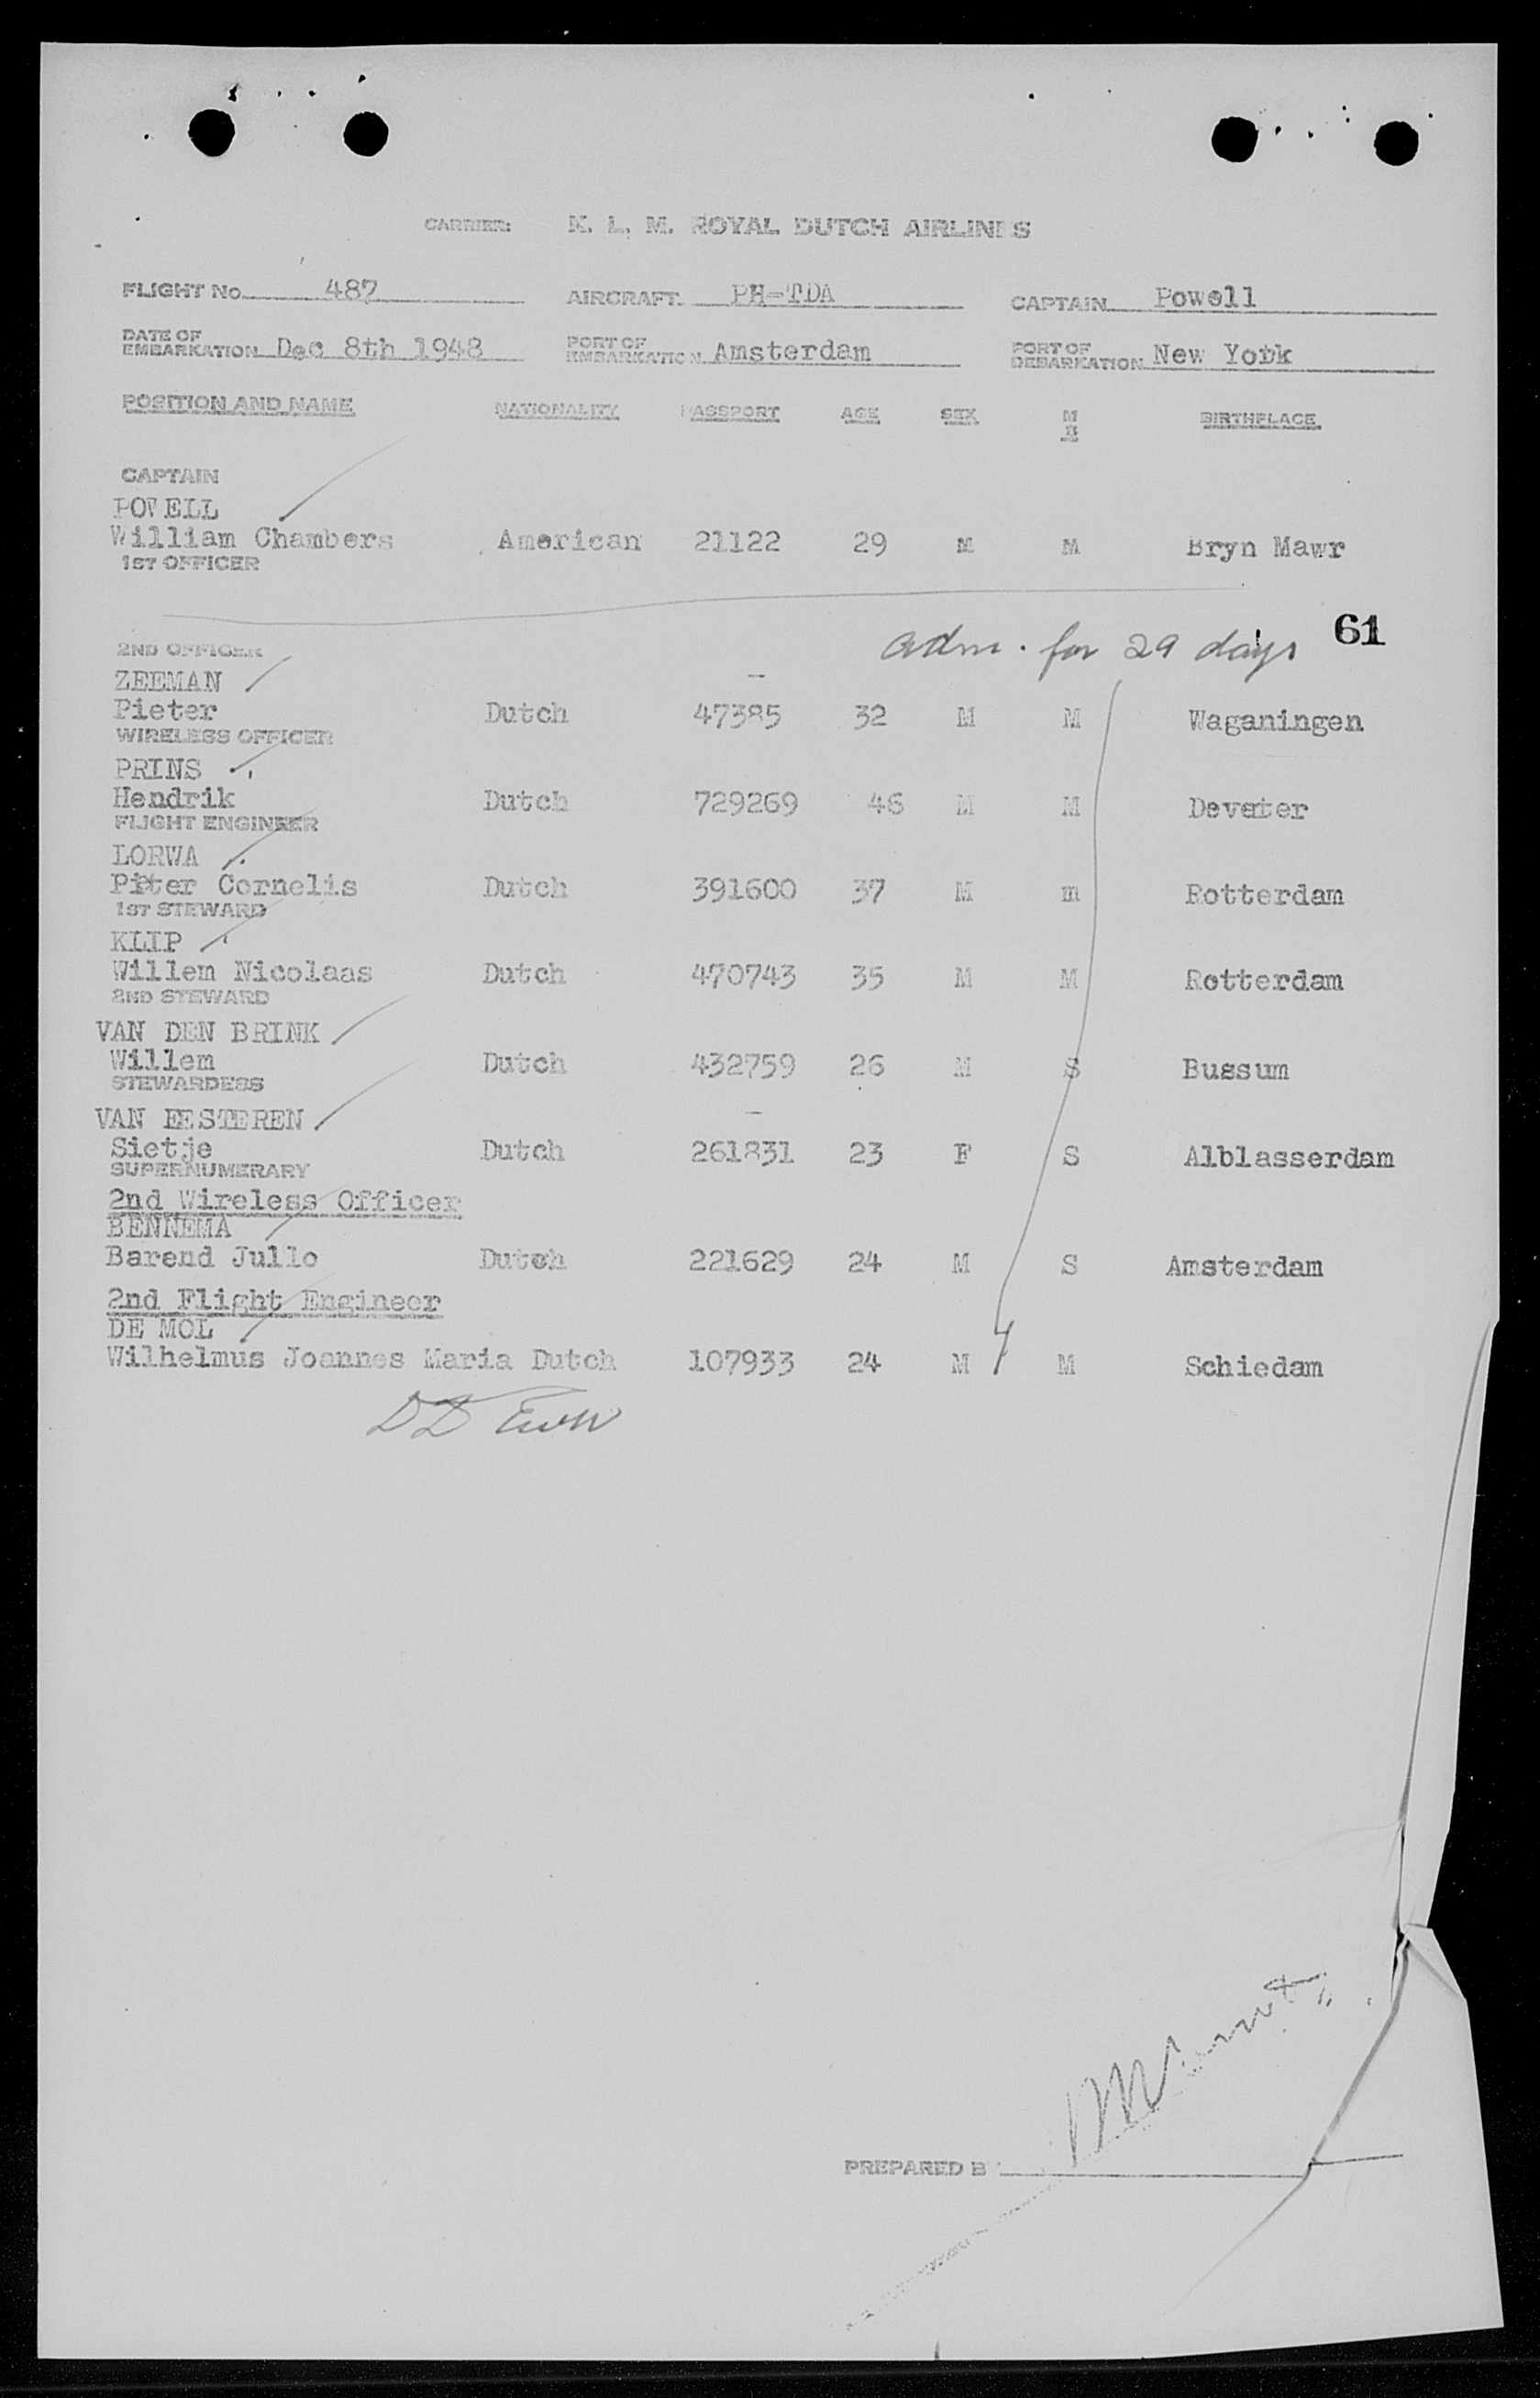 CARRIER: K. L. M. ROYAL DUTCH AIRLINES
FLIGHT No 487 AIRCRAFT. PH-TDA CAPTAIN Powell
DATE OF EMBARKATION Dec 8th 1948 PORT OF EMBARKATION Amsterdam PORT OF DEBARKATION New York
POSITION AND NAME NATIONALITY PASSPORT AGE SEX M S BIRTHPLACE
CAPTAIN
POWELL
William Chambers American 21122 29 M M Bryn Mawr
1ST OFFICER
adm. for 29 days 61
2ND OFFICER
ZEEMAN
Pieter Dutch 47385 32 M M Waganingen
WIRELESS OFFICER
PRINS
Hendrik Dutch 729269 46 M M Deveter
FLIGHT ENGINEER
LORWA
Piter Cornelis Dutch 391600 37 M m Rotterdam
1ST STEWARD
KLIP
Willem Nicolaas Dutch 470743 35 M M Rotterdam
2ND STEWARD
VAN DEN BRINK
Willem Dutch 432759 26 M S Bussum
STEWARDESS
VAN EESTEREN
Sietje Dutch 261831 23 F S Alblasserdam
SUPERNUMERARY
2nd Wireless Officer
BENNEMA
Barend Jullo Dutch 221629 24 M S Amsterdam
2nd Flight Engineer
DE MOL
Wilhelmus Joannes Maria Dutch 107933 24 M M Schiedam
PREPARED B